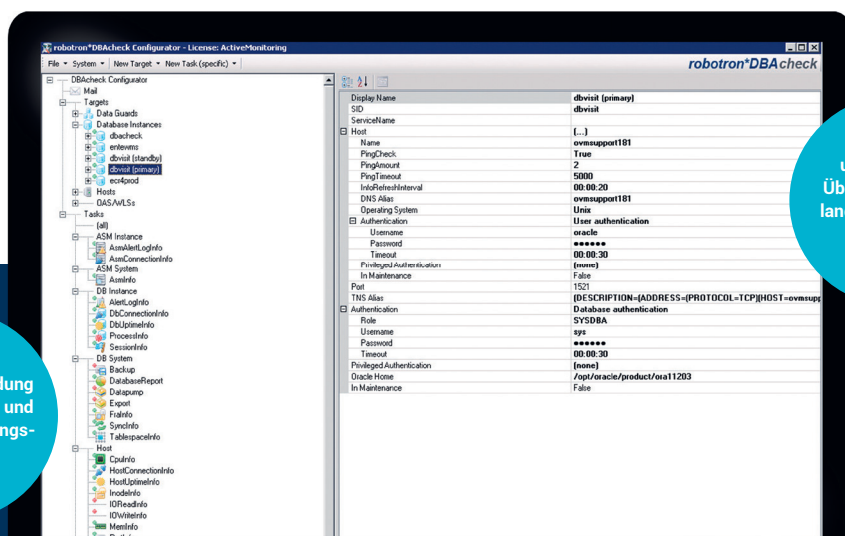 robotron*DBAcheck Configurator - License: ActiveMonitoring
File System New Target New Task (specific)
robotron*DBAcheck
DBAcheck Configurator
Mail
Targets
Data Guards
Database Instances
dbacheck
entewms
dbvisit (standby)
dbvisit (primary)
ecr4prod
Hosts
OAS/WLSs
Tasks
(all)
ASM Instance
AsmAlertLogInfo
AsmConnectionInfo
ASM System
AsmInfo
DB Instance
AlertLogInfo
DbConnectionInfo
DbUptimeInfo
ProcessInfo
SessionInfo
DB System
Backup
DatabaseReport
Datapump
Export
FraInfo
SyncInfo
TablespaceInfo
Host
CpuInfo
HostConnectionInfo
HostUptimeInfo
InodeInfo
IOReadInfo
IOWriteInfo
MemInfo
Display Name dbvisit (primary)
SID dbvisit
ServiceName
Host (...)
Name ovmsupport181
PingCheck True
PingAmount 2
PingTimeout 5000
InfoRefreshInterval 00:00:20
DNS Alias ovmsupport181
Operating System Unix
Authentication User authentication
Username oracle
Password ●●●●●●
Timeout 00:00:30
Privileged Authentication (none)
In Maintenance False
Port 1521
TNS Alias (DESCRIPTION=(ADDRESS=(PROTOCOL=TCP)(HOST=ovmsupp
Authentication Database authentication
Role SYSDBA
Username sys
Password ●●●●●●
Timeout 00:00:30
Privileged Authentication (none)
Oracle Home /opt/oracle/product/ora11203
In Maintenance False
u
Üb
land
dung
und
ngs-